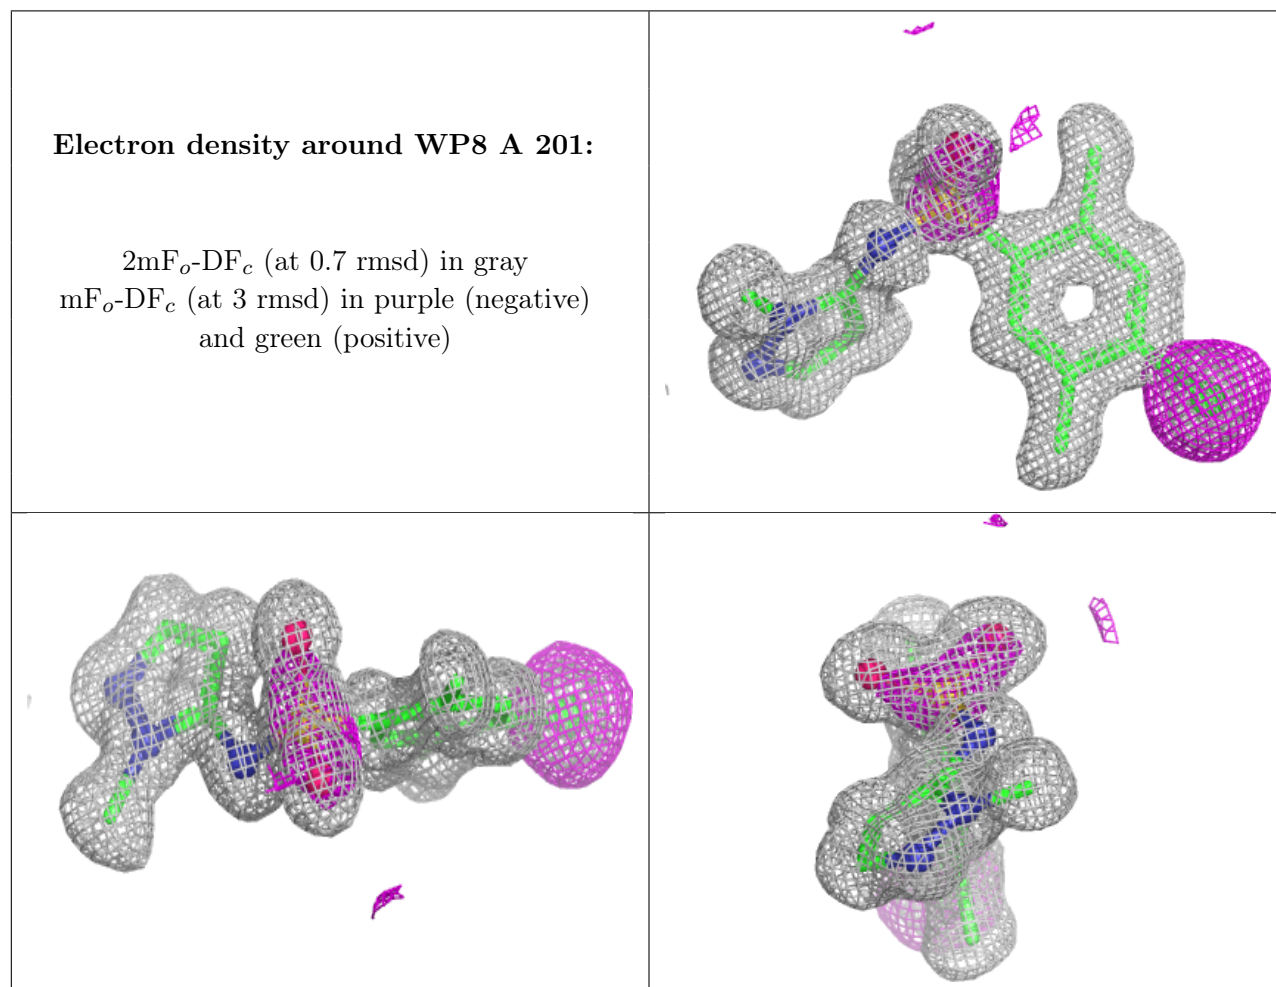 Electron density around WP8 A 201:
2mFₒ-DF𝒸 (at 0.7 rmsd) in gray
mFₒ-DF𝒸 (at 3 rmsd) in purple (negative)
and green (positive)